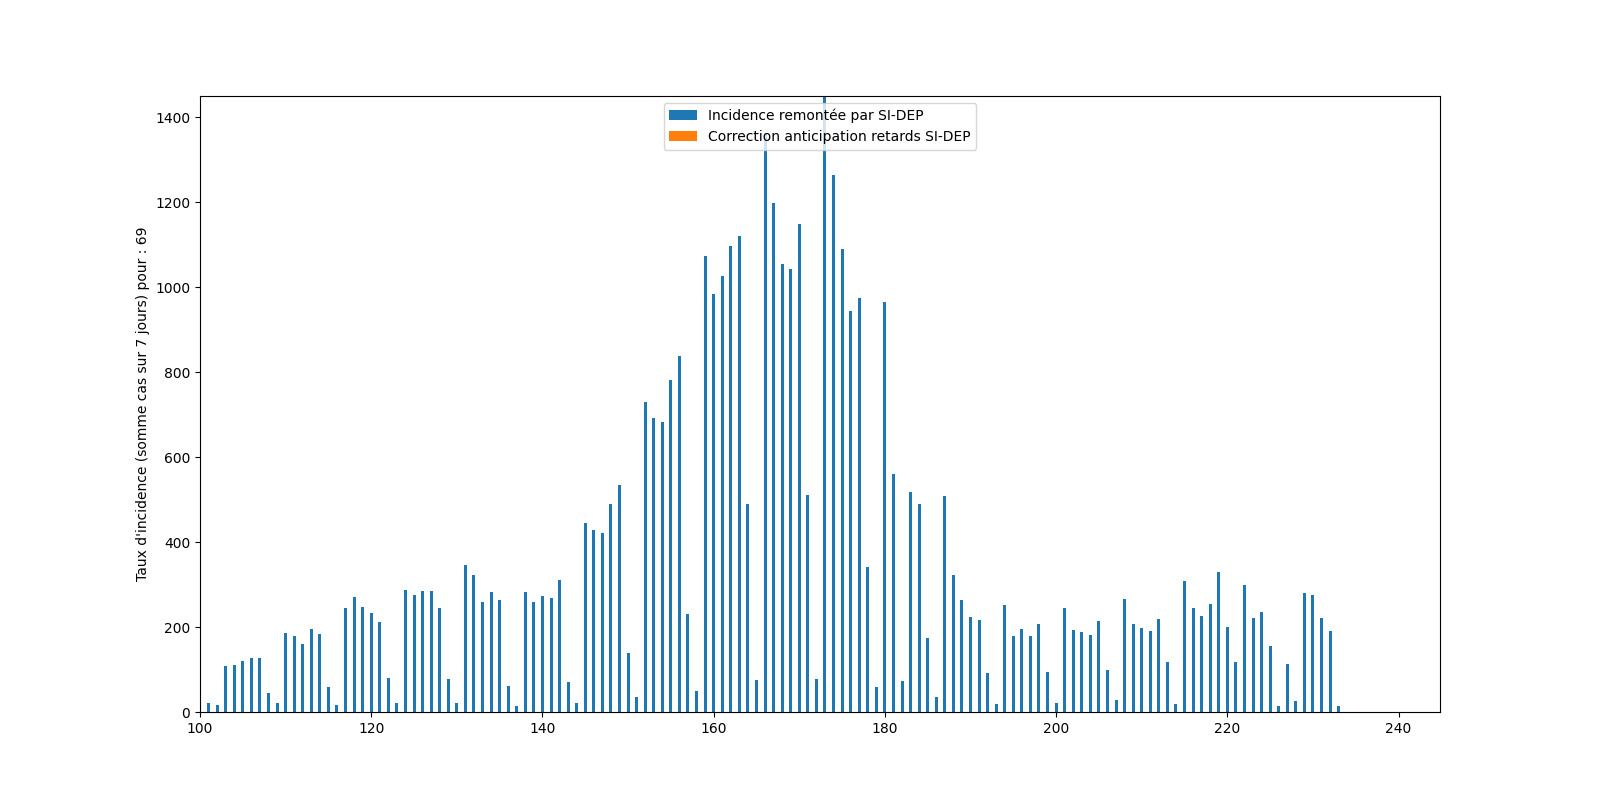 Incidence remontée par SI-DEP
Correction anticipation retards SI-DEP
Taux d'incidence (somme cas sur 7 jours) pour : 69
1400
1200
1000
800
600
400
200
0
100 120 140 160 180 200 220 240